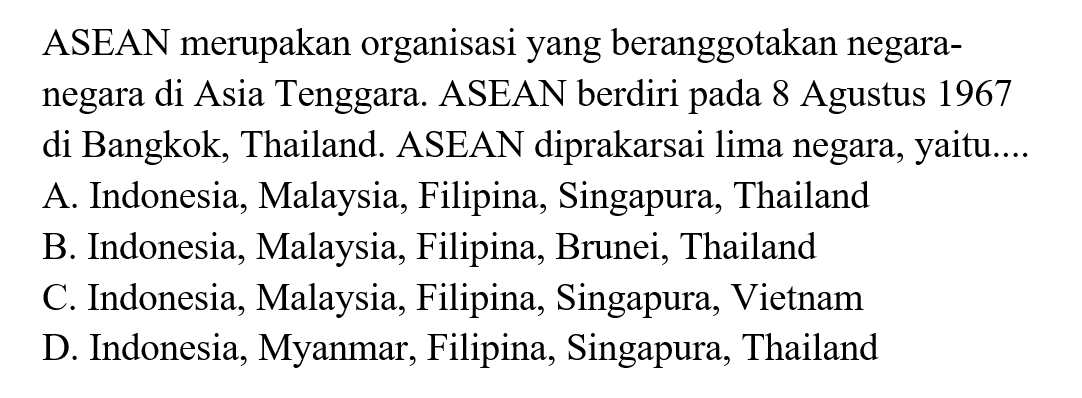 ASEAN merupakan organisasi yang beranggotakan negara-
negara di Asia Tenggara. ASEAN berdiri pada 8 Agustus 1967
di Bangkok, Thailand. ASEAN diprakarsai lima negara, yaitu....
A. Indonesia, Malaysia, Filipina, Singapura, Thailand
B. Indonesia, Malaysia, Filipina, Brunei, Thailand
C. Indonesia, Malaysia, Filipina, Singapura, Vietnam
D. Indonesia, Myanmar, Filipina, Singapura, Thailand